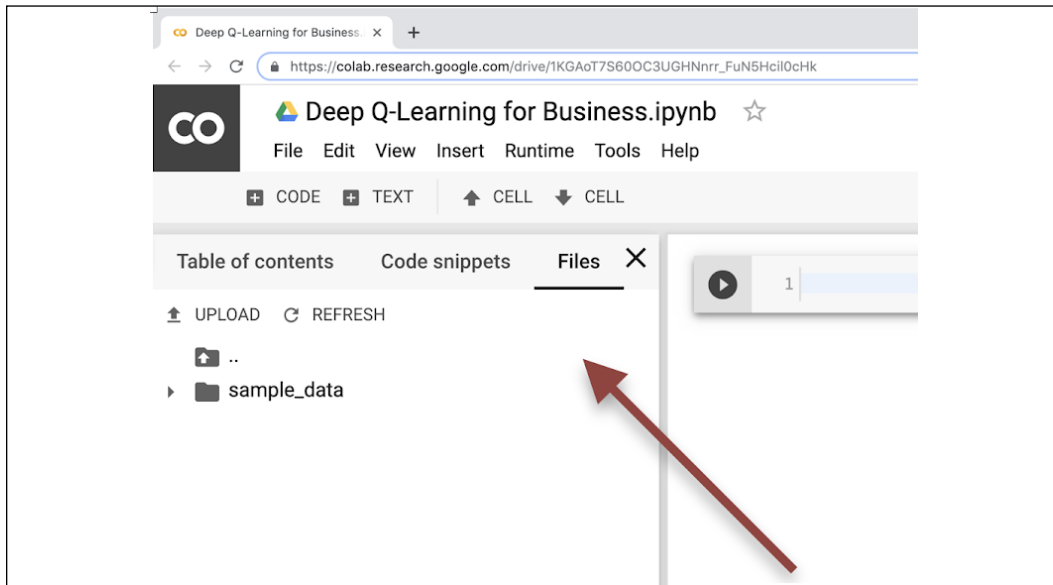 Deep Q-Learning for Business.
https://colab.research.google.com/drive/1KGAoT7S60OC3UGHNnrr_FuN5Hcil0cHk
CO Deep Q-Learning for Business.ipynb
File Edit View Insert Runtime Tools Help
CODE TEXT CELL CELL
Table of contents Code snippets Files
1
UPLOAD REFRESH
..
sample_data